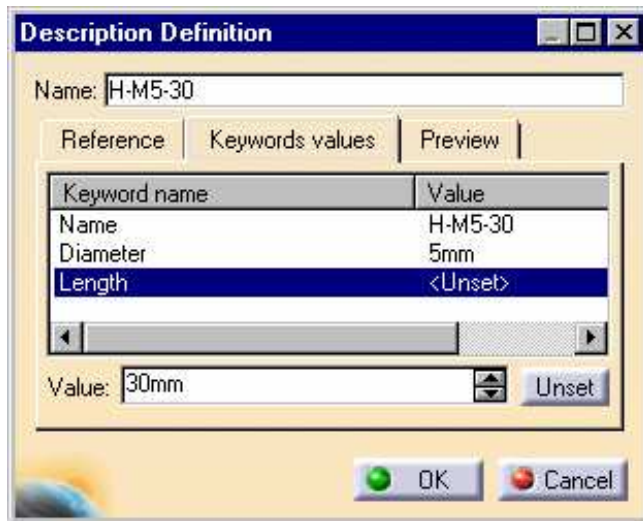 Description Definition
Name: H-M5-30
Reference Keywords values Preview
Keyword name Value
Name H-M5-30
Diameter 5mm
Length <Unset>
Value: 30mm Unset
OK Cancel